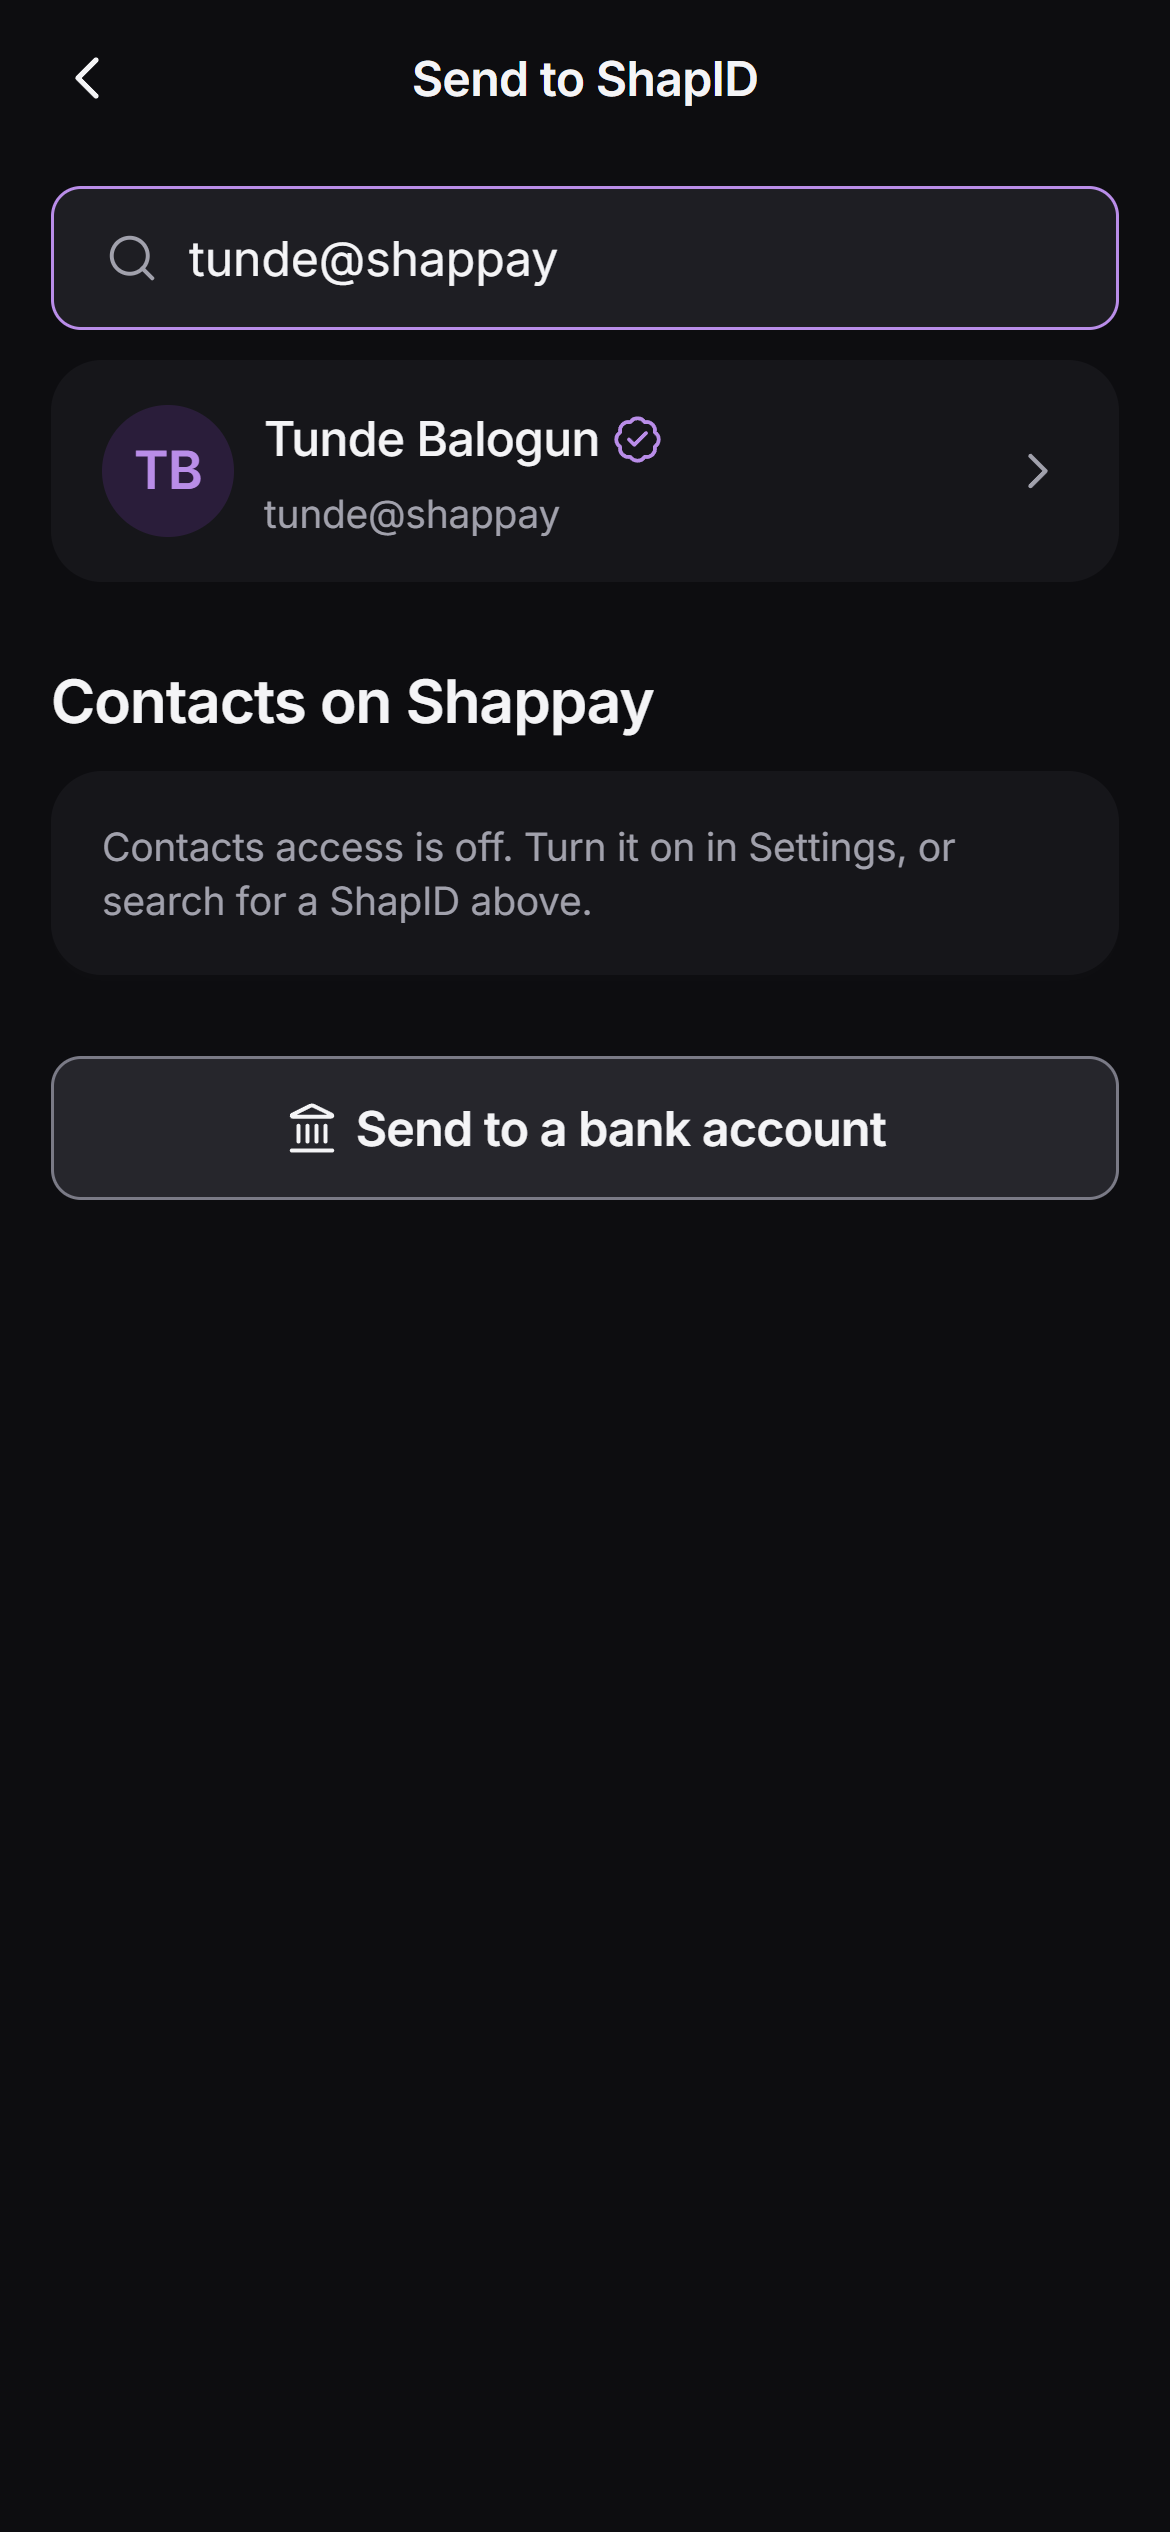 Send to ShapID
tunde@shappay
TB
Tunde Balogun
tunde@shappay
Contacts on Shappay
Contacts access is off. Turn it on in Settings, or
search for a ShapID above.
Send to a bank account